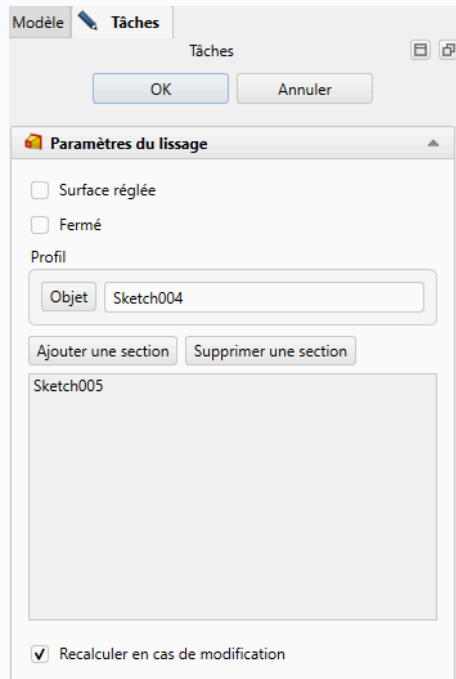 Modèle Tâches
Tâches
OK Annuler
Paramètres du lissage
Surface réglée
Fermé
Profil
Objet Sketch004
Ajouter une section Supprimer une section
Sketch005
Recalculer en cas de modification